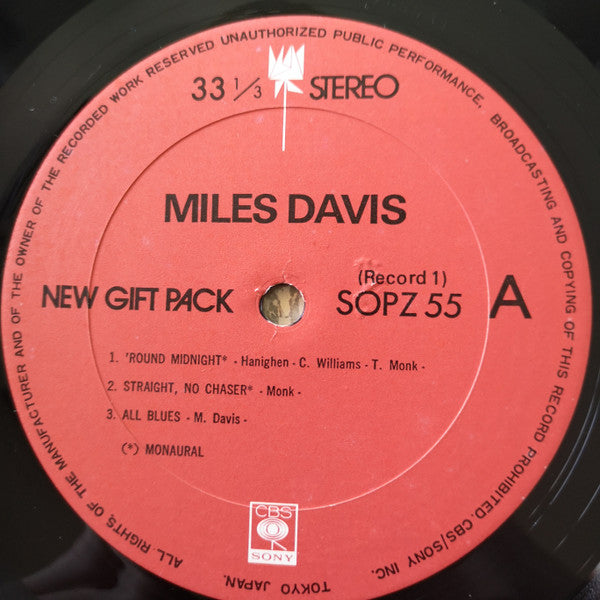 ALL RIGHTS OF THE MANUFACTURER AND OF THE OWNER OF THE RECORDED WORK RESERVED UNAUTHORIZED PUBLIC PERFORMANCE, BROADCASTING AND COPYING OF THIS RECORD PROHIBITED. CBS/SONY INC.
TOKYO JAPAN.
33 1/3 STEREO
MILES DAVIS
(Record 1)
NEW GIFT PACK SOPZ 55 A
1. 'ROUND MIDNIGHT* - Hanighen - C. Williams - T. Monk -
2. STRAIGHT, NO CHASER* - Monk -
3. ALL BLUES - M. Davis -
(*) MONAURAL
CBS
SONY